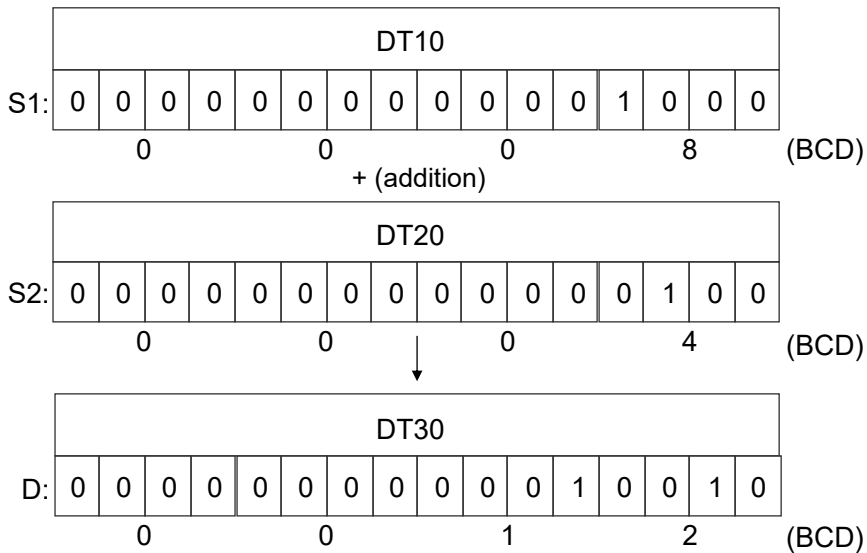 DT10
S1: 0 0 0 0 0 0 0 0 0 0 0 0 1 0 0 0
0 0 0 8 (BCD)
+ (addition)
DT20
S2: 0 0 0 0 0 0 0 0 0 0 0 0 0 1 0 0
0 0 0 4 (BCD)
DT30
D: 0 0 0 0 0 0 0 0 0 0 0 1 0 0 1 0
0 0 1 2 (BCD)